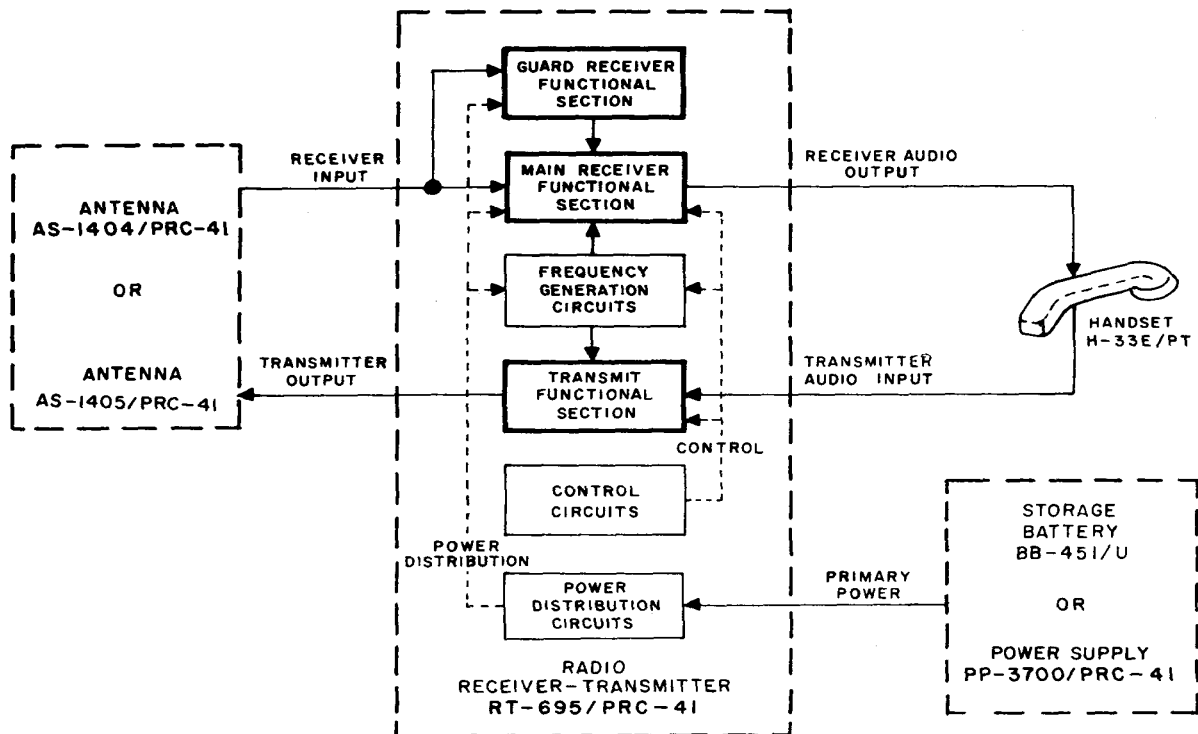 GUARD RECEIVER
FUNCTIONAL
SECTION
RECEIVER
INPUT
MAIN RECEIVER
FUNCTIONAL
SECTION
RECEIVER AUDIO
OUTPUT
ANTENNA
AS-1404/PRC-41
OR
ANTENNA
AS-1405/PRC-41
FREQUENCY
GENERATION
CIRCUITS
HANDSET
H-33E/PT
TRANSMITTER
OUTPUT
TRANSMIT
FUNCTIONAL
SECTION
TRANSMITTER
AUDIO INPUT
CONTROL
CONTROL
CIRCUITS
POWER
DISTRIBUTION
POWER
DISTRIBUTION
CIRCUITS
PRIMARY
POWER
STORAGE
BATTERY
BB-451/U
OR
POWER SUPPLY
PP-3700/PRC-41
RADIO
RECEIVER-TRANSMITTER
RT-695/PRC-41